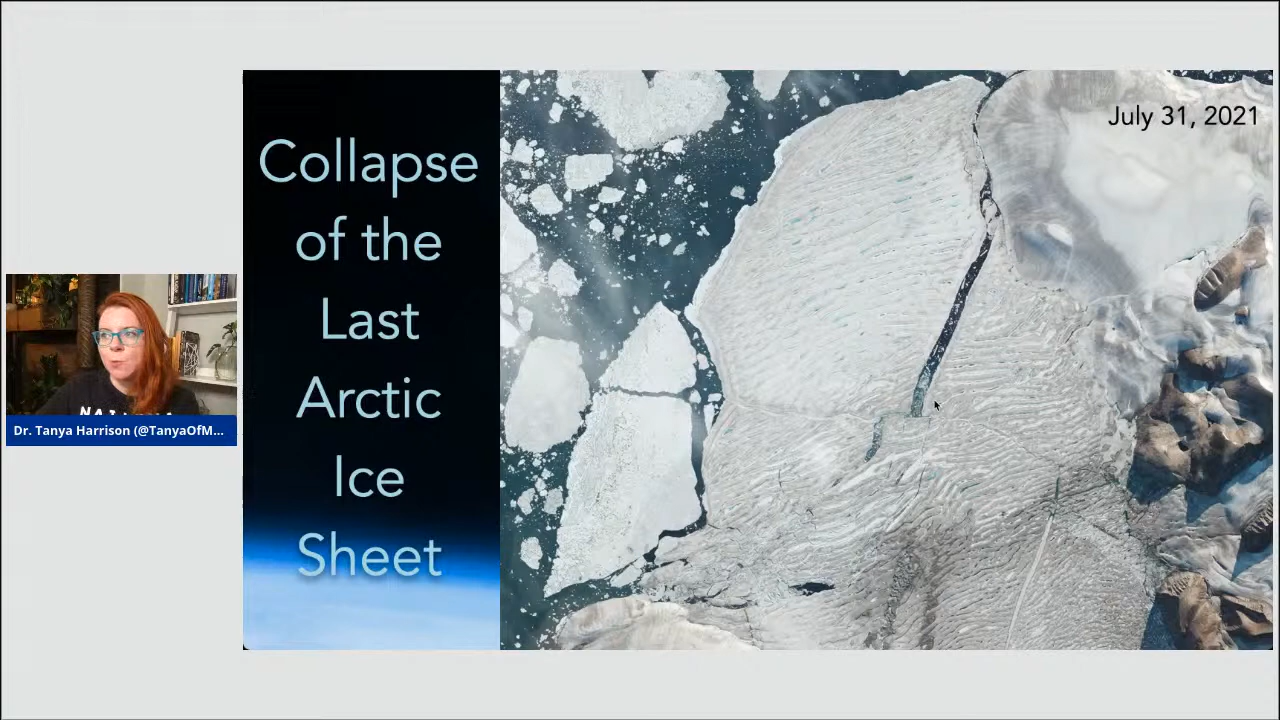 Collapse
of the
Last
Arctic
Ice
Sheet
July 31, 2021
Dr. Tanya Harrison (@TanyaOfM...